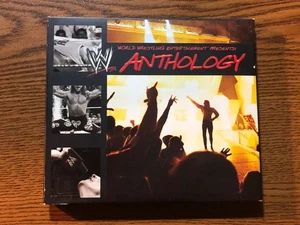 WORLD WRESTLING ENTERTAINMENT PRESENTS:
W ANTHOLOGY